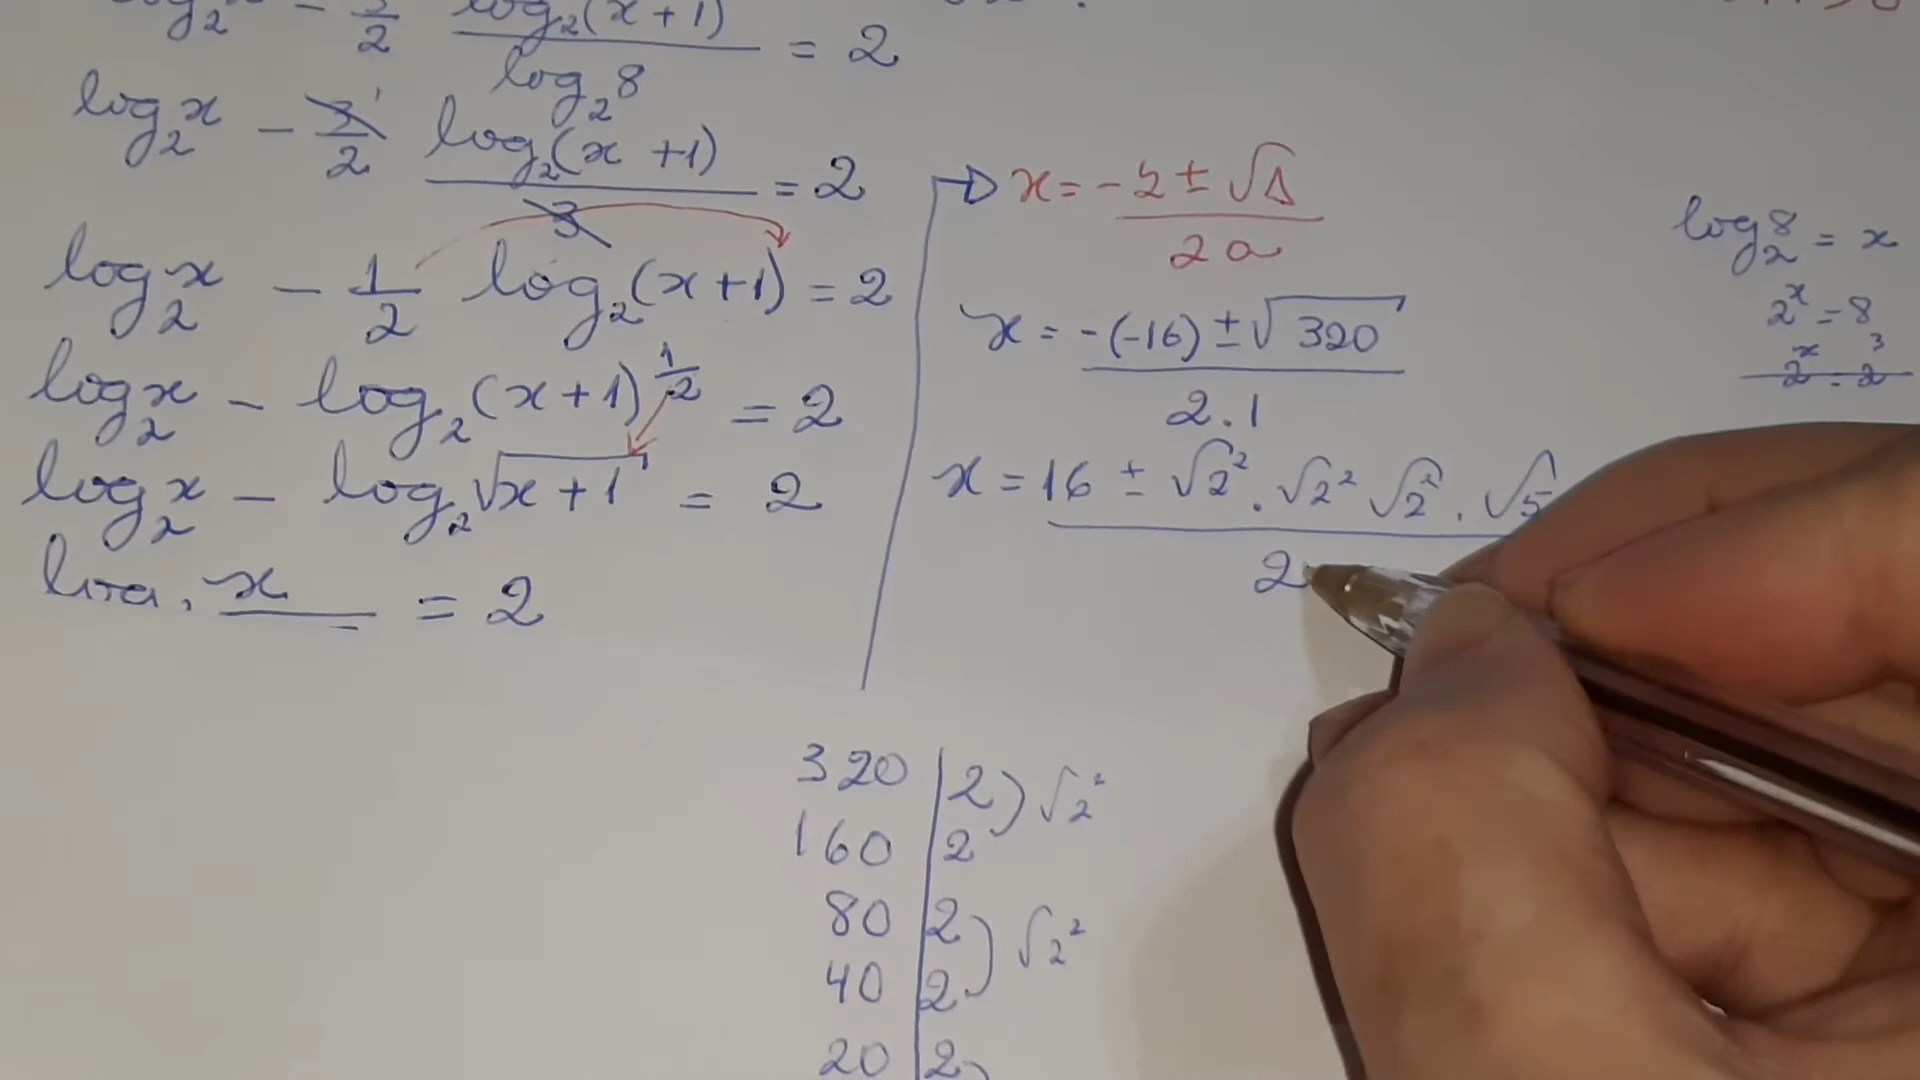 log₂x - 3/2 log₂(x+1)/log₂8 = 2
log₂x - 3/2 log₂(x+1)/3 = 2
log₂x - 1/2 log₂(x+1) = 2
log₂x - log₂(x+1)^1/2 = 2
log₂x - log₂√x+1 = 2
x = 2
x = -b ± √Δ / 2a
x = -(-16) ± √320 / 2.1
x = 16 ± √2² . √2² √2² . √5 / 2
log₂8 = x
2^x = 8
2^x = 2³
320 | 2 √2²
160 | 2
80 | 2 √2²
40 | 2
20 | 2